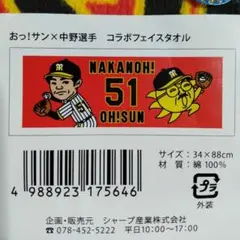 おっ!サン×中野選手 コラボフェイスタオル
NAKANOH!
51
OH!SUN
サイズ:34×88cm
材 質:綿 100%
4 988923 175646
プラ
外装
企画・販売元 シャープ産業株式会社
☎ 078-452-5222 平日10:00〜17:00